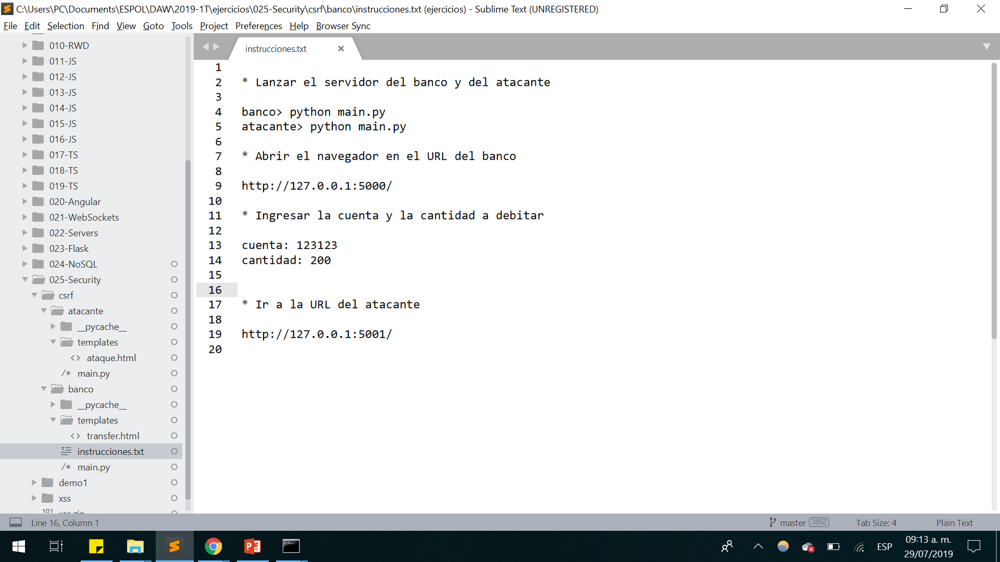 C:\Users\PC\Documents\ESPOL\DAW\2019-1T\ejercicios\025-Security\csrf\banco\instrucciones.txt (ejercicios) - Sublime Text (UNREGISTERED)
File Edit Selection Find View Goto Tools Project Preferences Help Browser Sync
010-RWD
011-JS
012-JS
013-JS
014-JS
015-JS
016-JS
017-TS
018-TS
019-TS
020-Angular
021-WebSockets
022-Servers
023-Flask
024-NoSQL
025-Security
csrf
atacante
__pycache__
templates
<> ataque.html
/* main.py
banco
__pycache__
templates
<> transfer.html
instrucciones.txt
/* main.py
demo1
xss
xss.zip
instrucciones.txt
1
2 * Lanzar el servidor del banco y del atacante
3
4 banco> python main.py
5 atacante> python main.py
6
7 * Abrir el navegador en el URL del banco
8
9 http://127.0.0.1:5000/
10
11 * Ingresar la cuenta y la cantidad a debitar
12
13 cuenta: 123123
14 cantidad: 200
15
16
17 * Ir a la URL del atacante
18
19 http://127.0.0.1:5001/
20
Line 16, Column 1
master 3892
Tab Size: 4
Plain Text
ESP
09:13 a. m.
29/07/2019